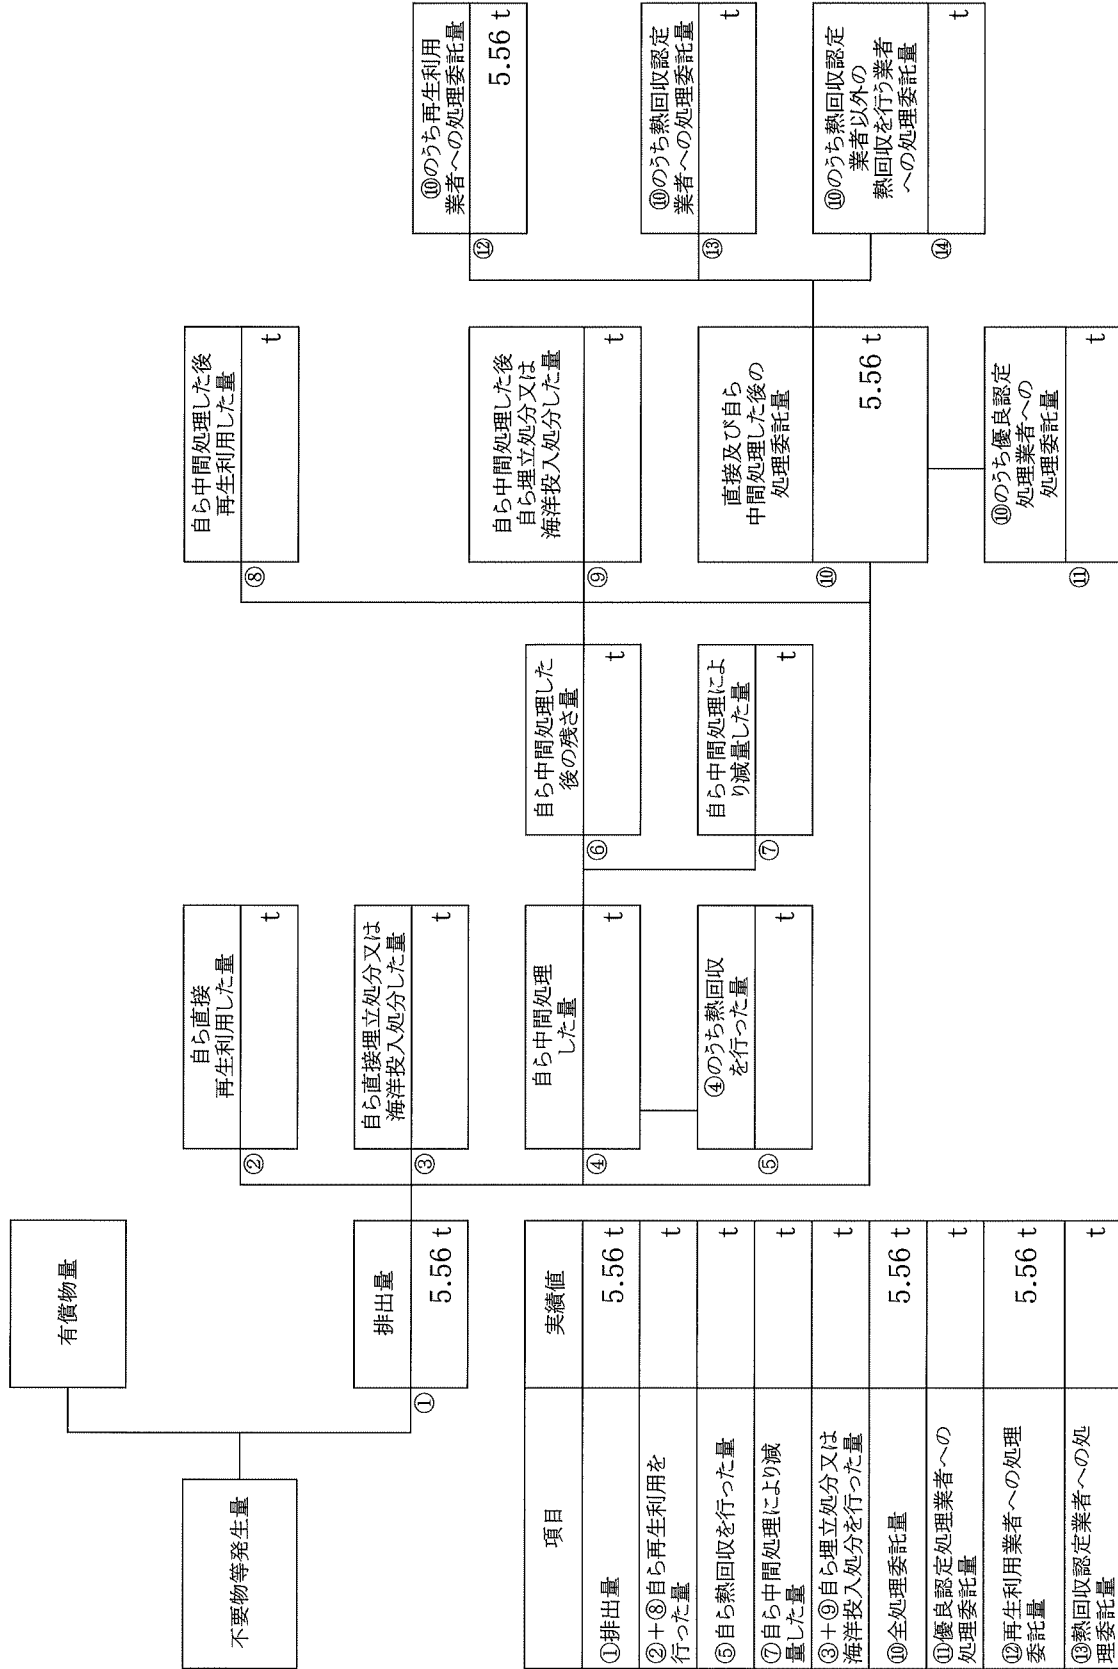 不要物等発生量
有償物量
排出量
①
5.56 t
自ら直接
再生利用した量
②
t
自ら直接埋立処分又は
海洋投入処分した量
③
t
自ら中間処理
した量
④
t
④のうち熱回収
を行った量
⑤
t
自ら中間処理した
後の残さ量
⑥
t
自ら中間処理によ
り減量した量
⑦
t
自ら中間処理した後
再生利用した量
⑧
t
自ら中間処理した後
自ら埋立処分又は
海洋投入処分した量
⑨
t
直接及び自ら
中間処理した後の
処理委託量
⑩
5.56 t
⑩のうち優良認定
処理業者への
処理委託量
⑪
t
⑩のうち再生利用
業者への処理委託量
⑫
5.56 t
⑩のうち熱回収認定
業者への処理委託量
⑬
t
⑩のうち熱回収認定
業者以外の
熱回収を行う業者
への処理委託量
⑭
t
項目
実績値
①排出量
5.56 t
②+⑧自ら再生利用を
行った量
t
⑤自ら熱回収を行った量
t
⑦自ら中間処理により減
量した量
t
③+⑨自ら埋立処分又は
海洋投入処分を行った量
t
⑩全処理委託量
5.56 t
⑪優良認定処理業者への
処理委託量
t
⑫再生利用業者への処理
委託量
5.56 t
⑬熱回収認定業者への処
理委託量
t